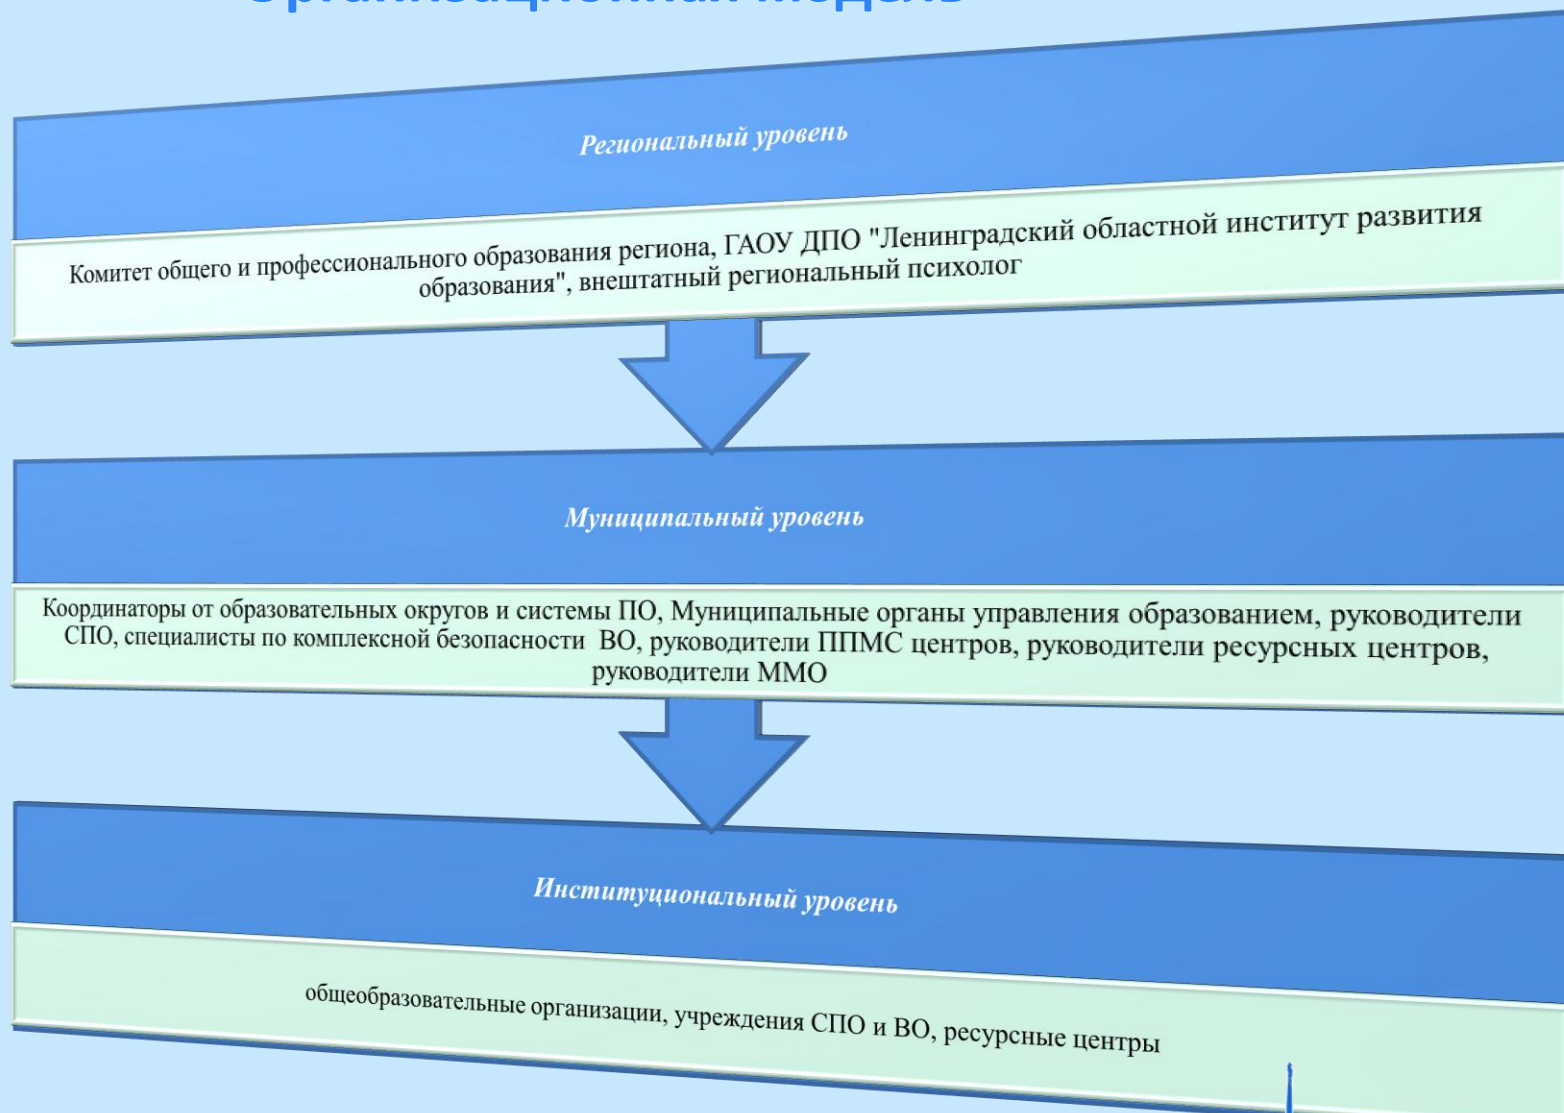 Организационная модель
Региональный уровень
Комитет общего и профессионального образования региона, ГАОУ ДПО "Ленинградский областной институт развития
образования", внештатный региональный психолог
Муниципальный уровень
Координаторы от образовательных округов и системы ПО, Муниципальные органы управления образованием, руководители
СПО, специалисты по комплексной безопасности ВО, руководители ППМС центров, руководители ресурсных центров,
руководители ММО
Институциональный уровень
общеобразовательные организации, учреждения СПО и ВО, ресурсные центры